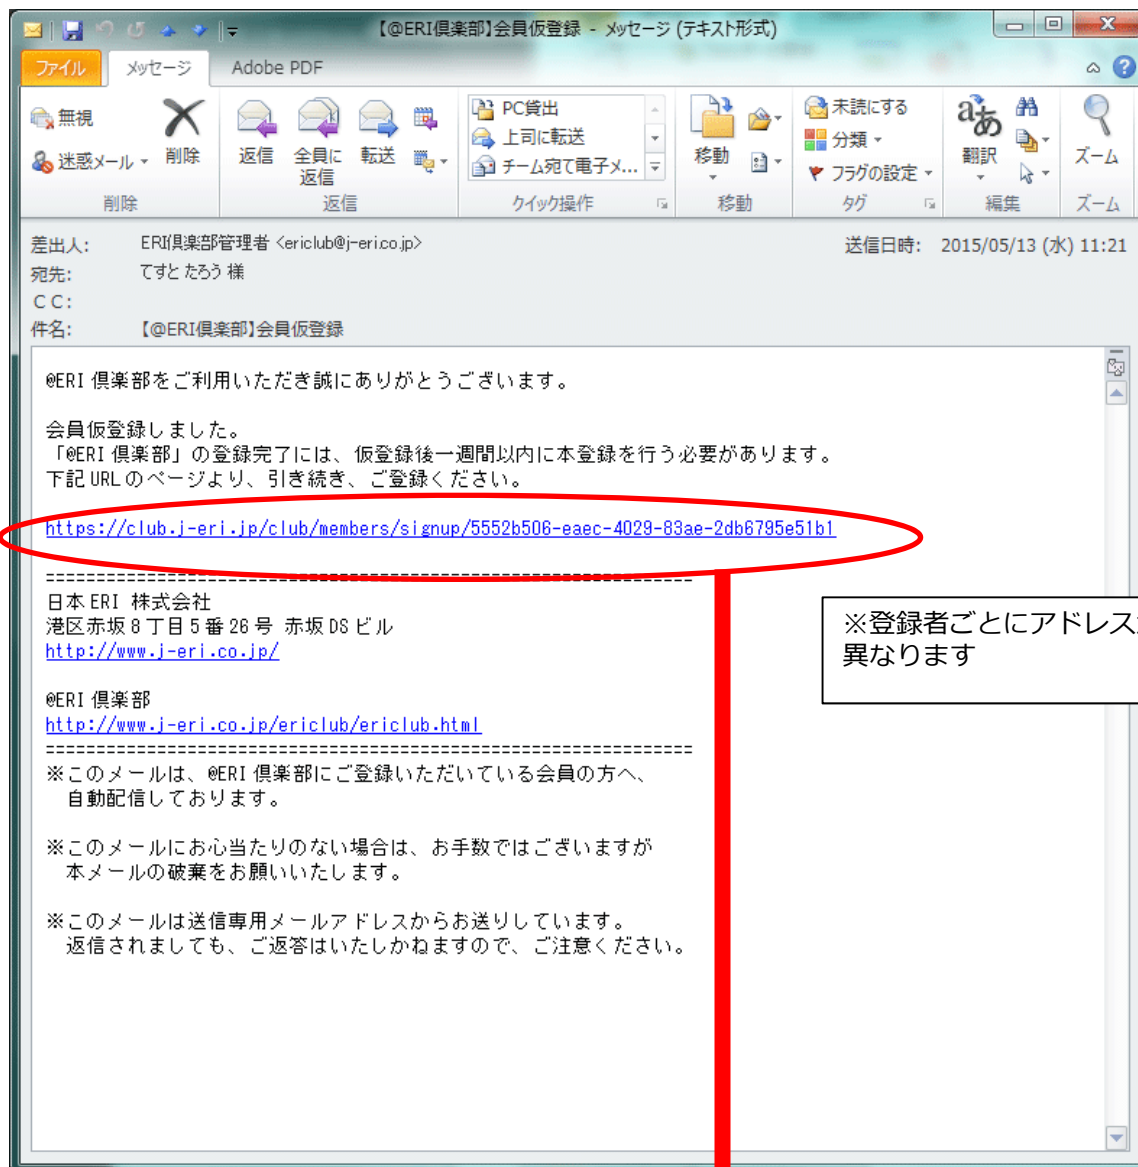 【@ERI倶楽部】会員仮登録 - メッセージ (テキスト形式)
ファイル メッセージ Adobe PDF
無視
迷惑メール
削除
返信
全員に返信
転送
PC貸出
上司に転送
チーム宛て電子メ...
移動
未読にする
分類
フラグの設定
翻訳
ズーム
削除 返信 クイック操作 移動 タグ 編集 ズーム
差出人: ERI倶楽部管理者 <ericlub@j-eri.co.jp> 送信日時: 2015/05/13 (水) 11:21
宛先: てすと たろう 様
CC:
件名: 【@ERI倶楽部】会員仮登録
@ERI 倶楽部をご利用いただき誠にありがとうございます。
会員仮登録しました。
「@ERI 倶楽部」の登録完了には、仮登録後一週間以内に本登録を行う必要があります。
下記 URL のページより、引き続き、ご登録ください。
https://club.j-eri.jp/club/members/signup/5552b506-eaec-4029-83ae-2db6795e51b1
================================================================
日本 ERI 株式会社
港区赤坂 8 丁目 5 番 26 号 赤坂 DS ビル
http://www.j-eri.co.jp/
※登録者ごとにアドレス
異なります
@ERI 倶楽部
http://www.j-eri.co.jp/ericlub/ericlub.html
================================================================
※このメールは、@ERI 倶楽部にご登録いただいている会員の方へ、
自動配信しております。
※このメールにお心当たりのない場合は、お手数ではございますが
本メールの破棄をお願いいたします。
※このメールは送信専用メールアドレスからお送りしています。
返信されましても、ご返答はいたしかねますので、ご注意ください。